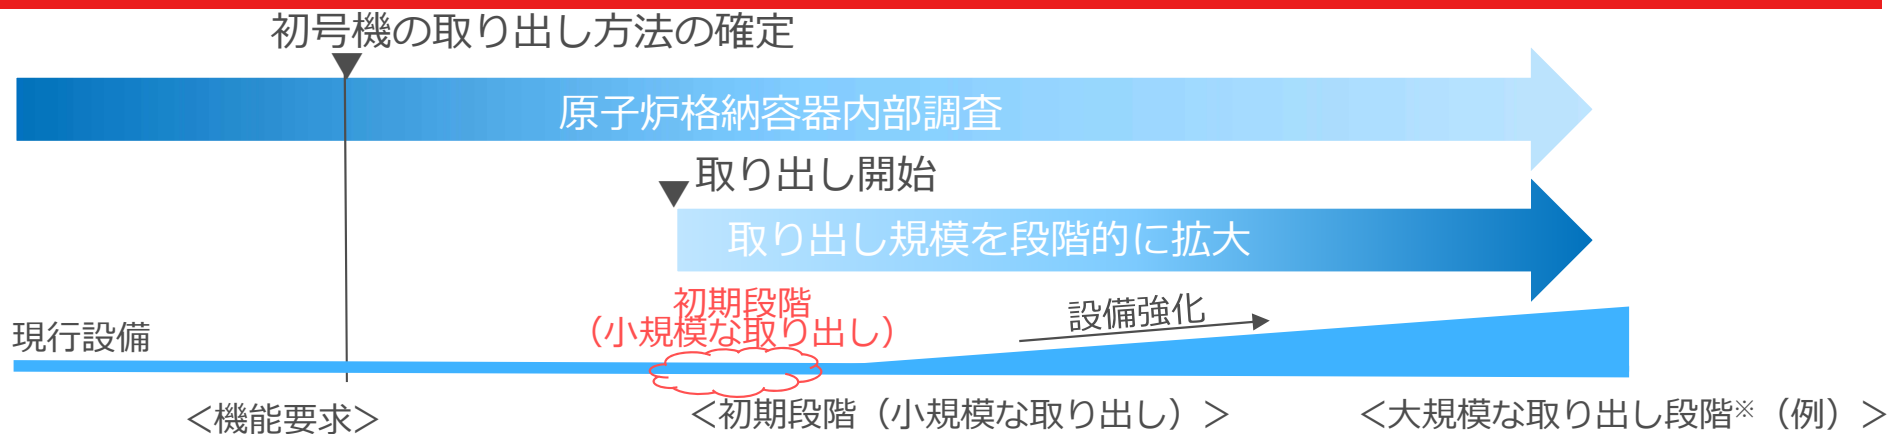 初号機の取り出し方法の確定
原子炉格納容器内部調査
取り出し開始
取り出し規模を段階的に拡大
初期段階
（小規模な取り出し）
設備強化
現行設備
＜機能要求＞
＜初期段階（小規模な取り出し）＞
＜大規模な取り出し段階※（例）＞